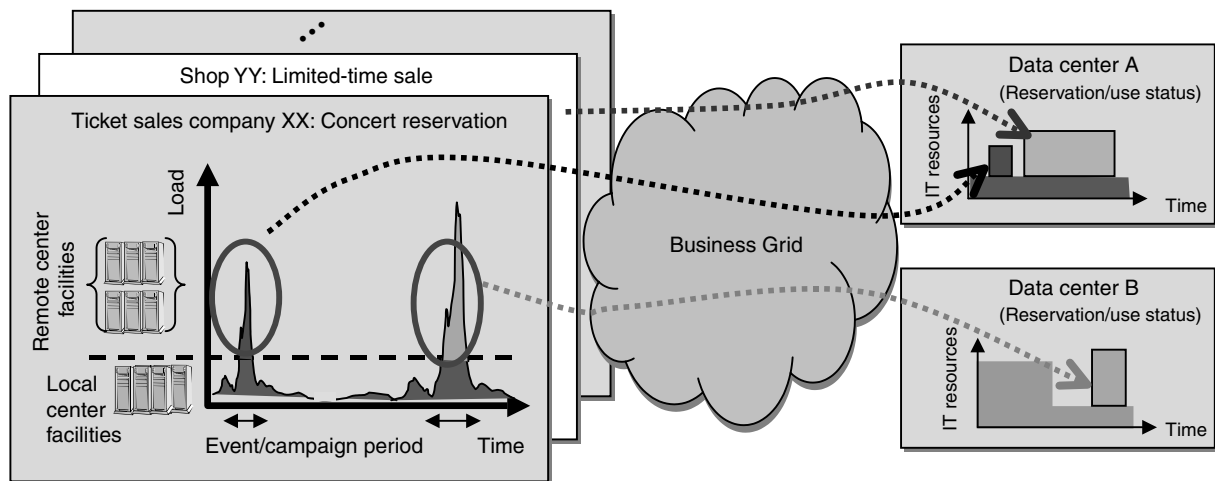 Shop YY: Limited-time sale
Ticket sales company XX: Concert reservation
Load
Remote center
facilities
Local
center
facilities
Event/campaign period
Time
Business Grid
Data center A
(Reservation/use status)
IT resources
Time
Data center B
(Reservation/use status)
IT resources
Time